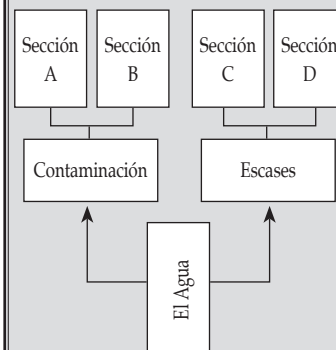 Sección
A
Sección
B
Sección
C
Sección
D
Contaminación
Escases
El Agua